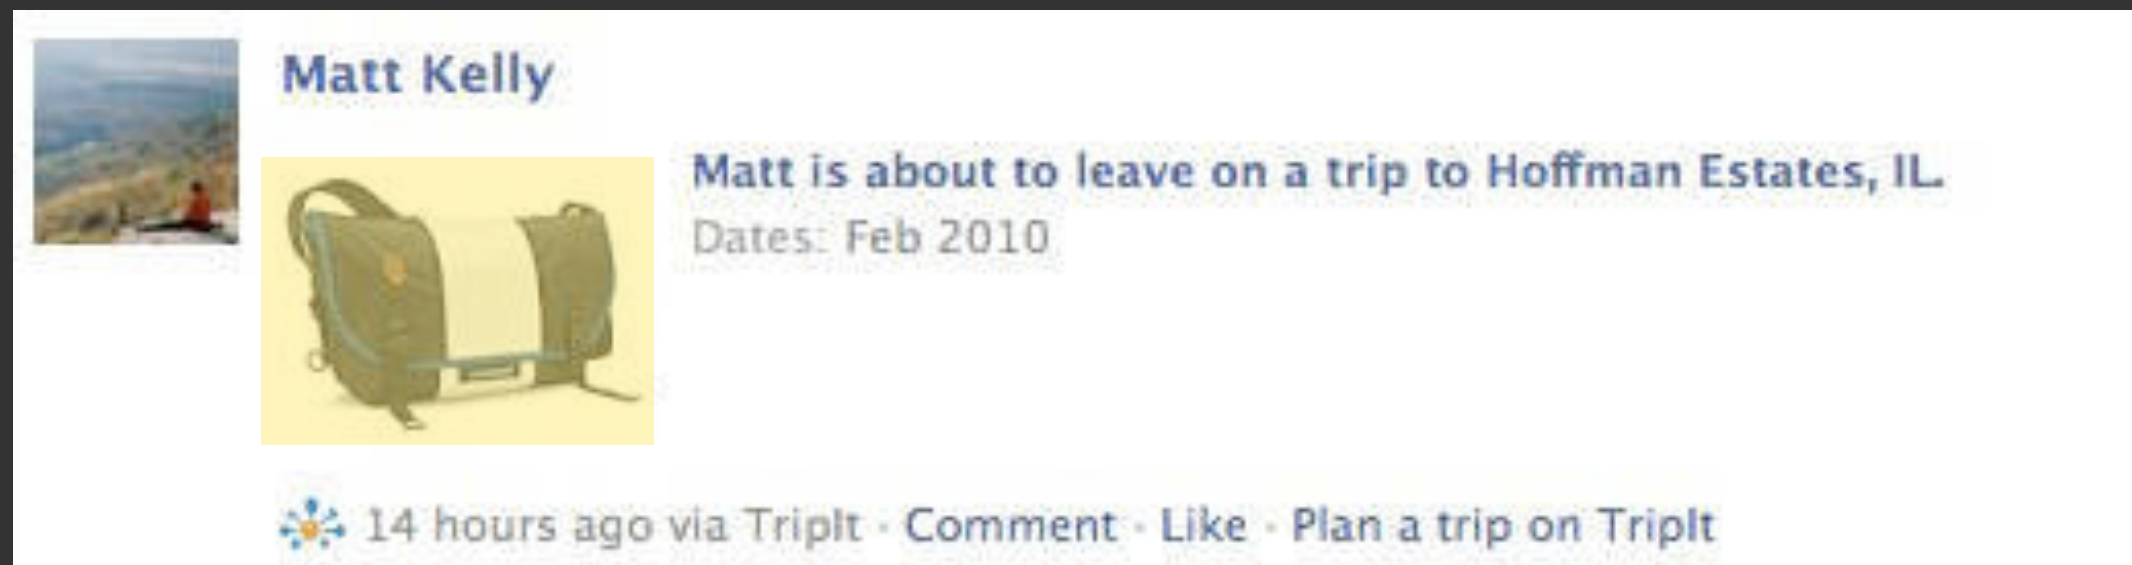 Matt Kelly
Matt is about to leave on a trip to Hoffman Estates, IL.
Dates: Feb 2010
14 hours ago via TripIt · Comment · Like · Plan a trip on TripIt